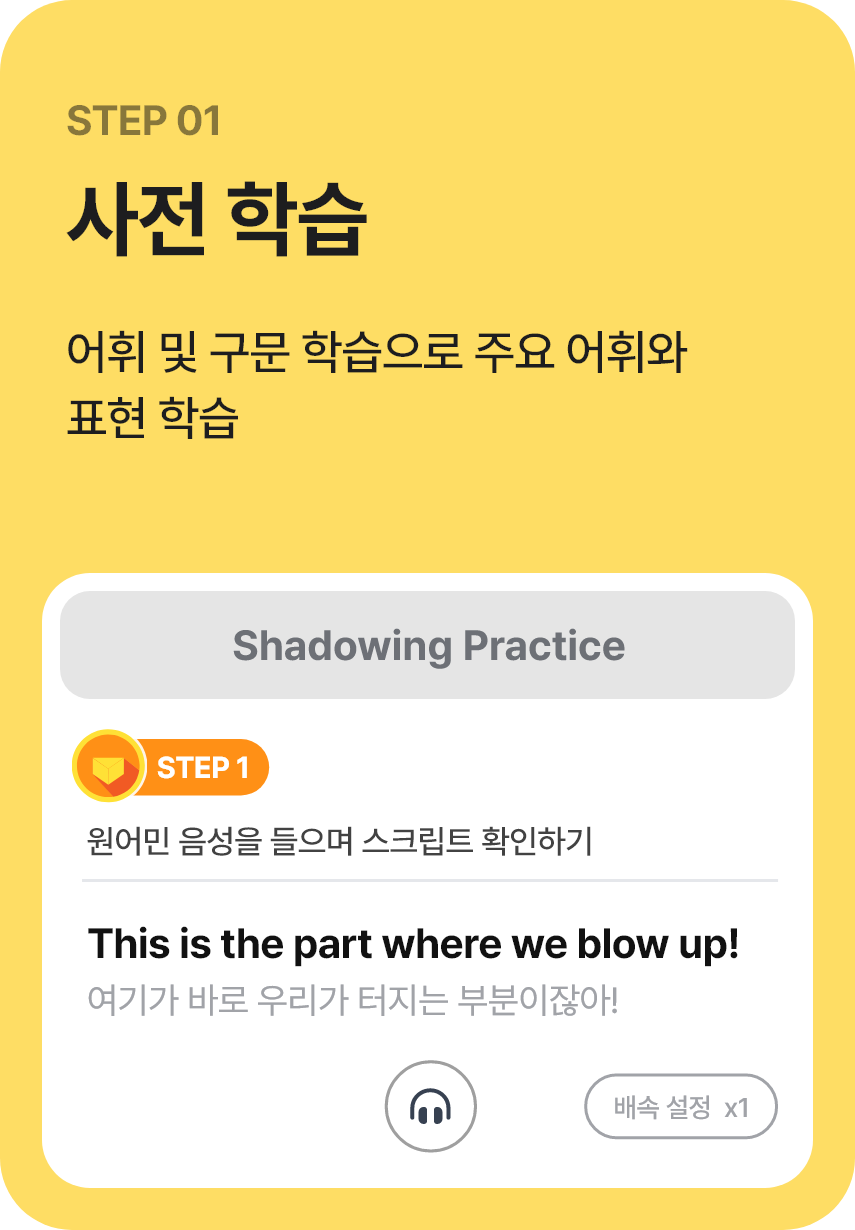 STEP 01
사전 학습
어휘 및 구문 학습으로 주요 어휘와
표현 학습
Shadowing Practice
STEP 1
원어민 음성을 들으며 스크립트 확인하기
This is the part where we blow up!
여기가 바로 우리가 터지는 부분이잖아!
배속 설정 x1